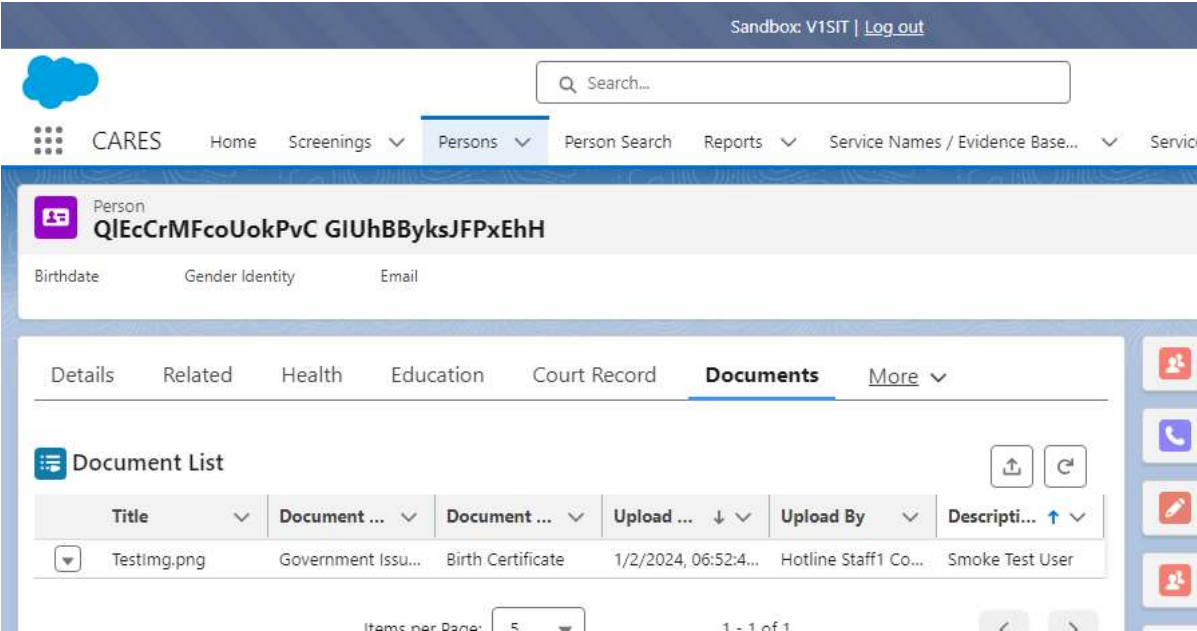 Sandbox: V1SIT | Log out
Search...
CARES Home Screenings Persons Person Search Reports Service Names / Evidence Base... Servic
Person
QlEcCrMFcoUokPvC GIUhBByksJFPxEhH
Birthdate Gender Identity Email
Details Related Health Education Court Record Documents More
Document List
Title Document ... Document ... Upload ... Upload By Descripti...
TestImg.png Government Issu... Birth Certificate 1/2/2024, 06:52:4... Hotline Staff1 Co... Smoke Test User
Items per Page: 5 1 - 1 of 1